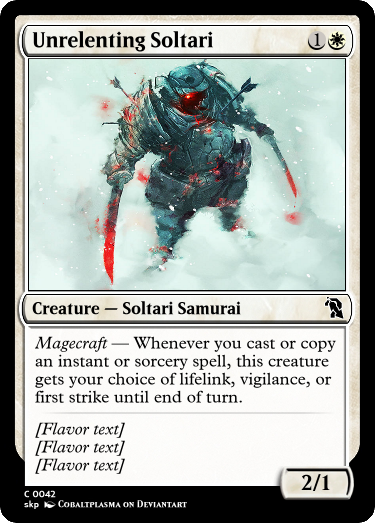 Unrelenting Soltari 1
Creature — Soltari Samurai
Magecraft — Whenever you cast or copy
an instant or sorcery spell, this creature
gets your choice of lifelink, vigilance, or
first strike until end of turn.
[Flavor text]
[Flavor text]
[Flavor text]
2/1
C 0042
skp Cobaltplasma on Deviantart